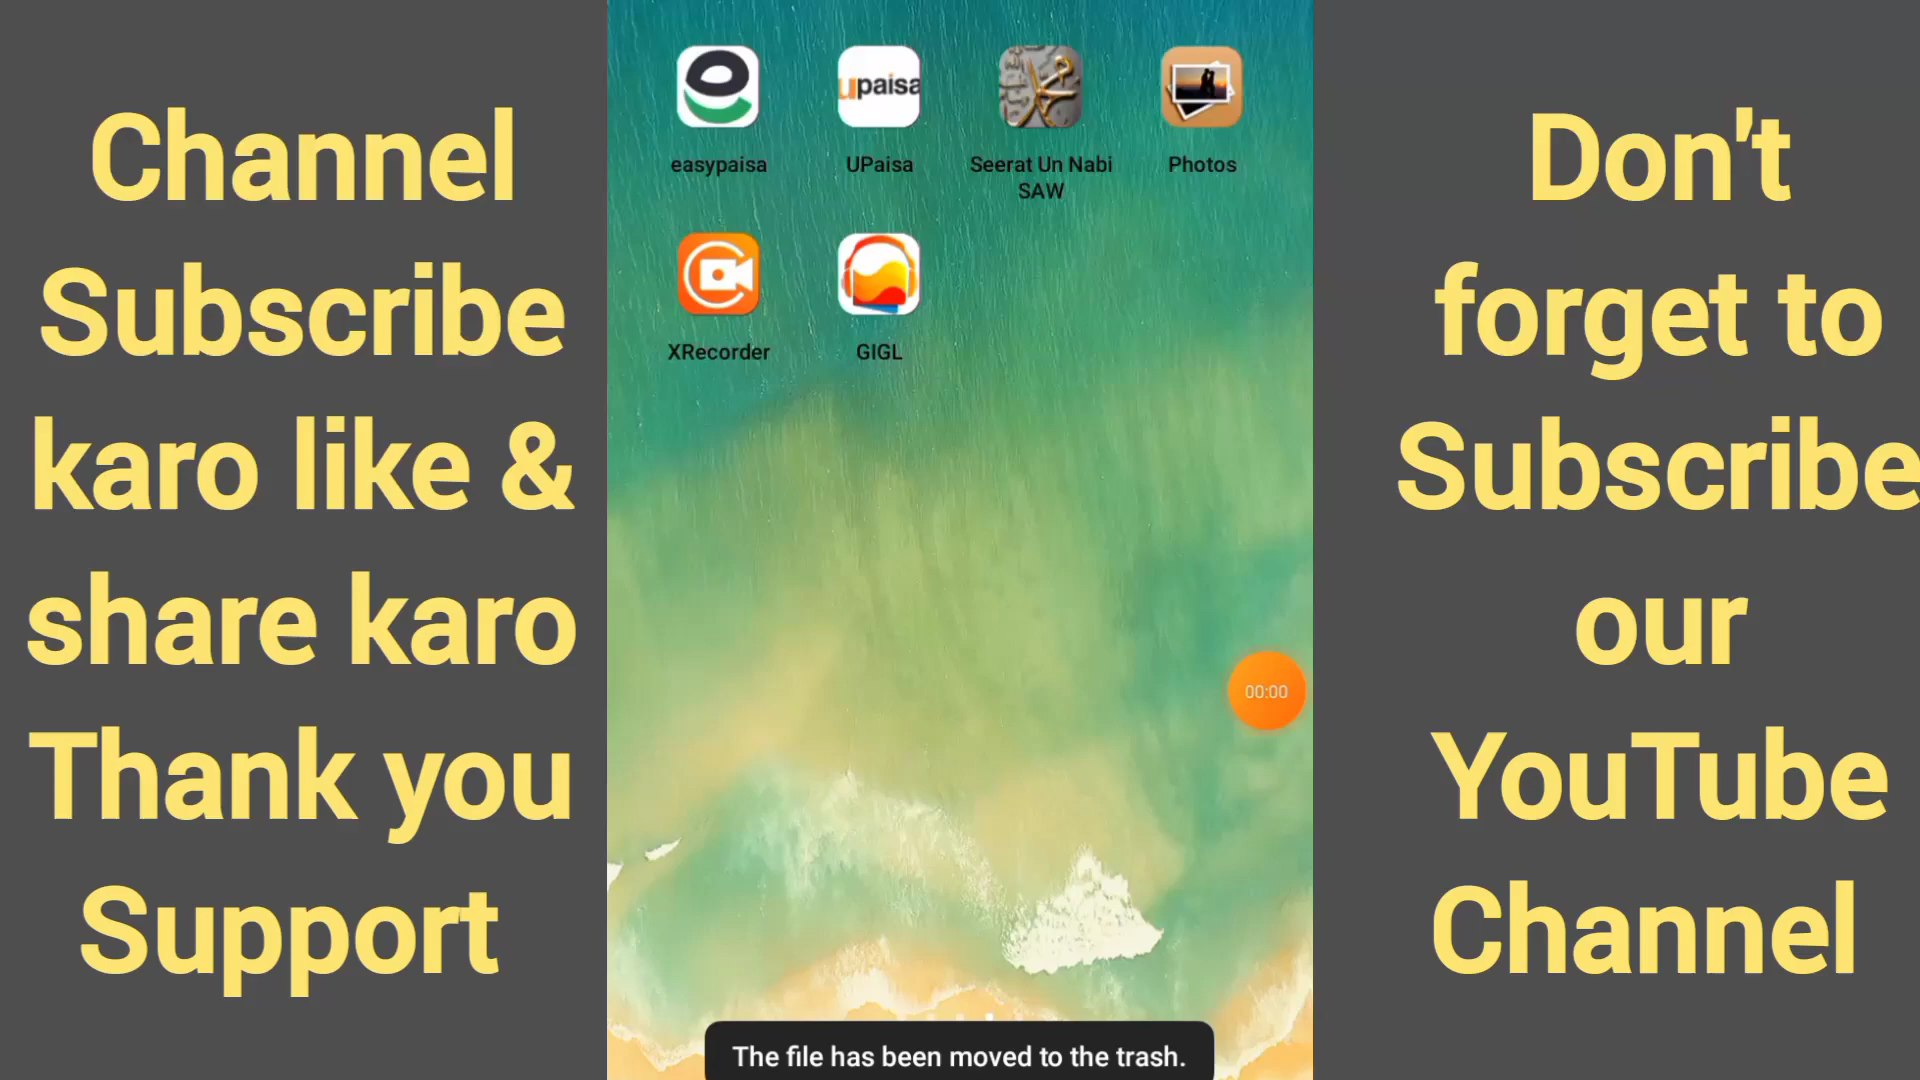 Channel
Subscribe
karo like &
share karo
Thank you
Support
upaisa
easypaisa
UPaisa
Seerat Un Nabi
SAW
Photos
XRecorder
GIGL
00:00
The file has been moved to the trash.
Don't
forget to
Subscribe
our
YouTube
Channel